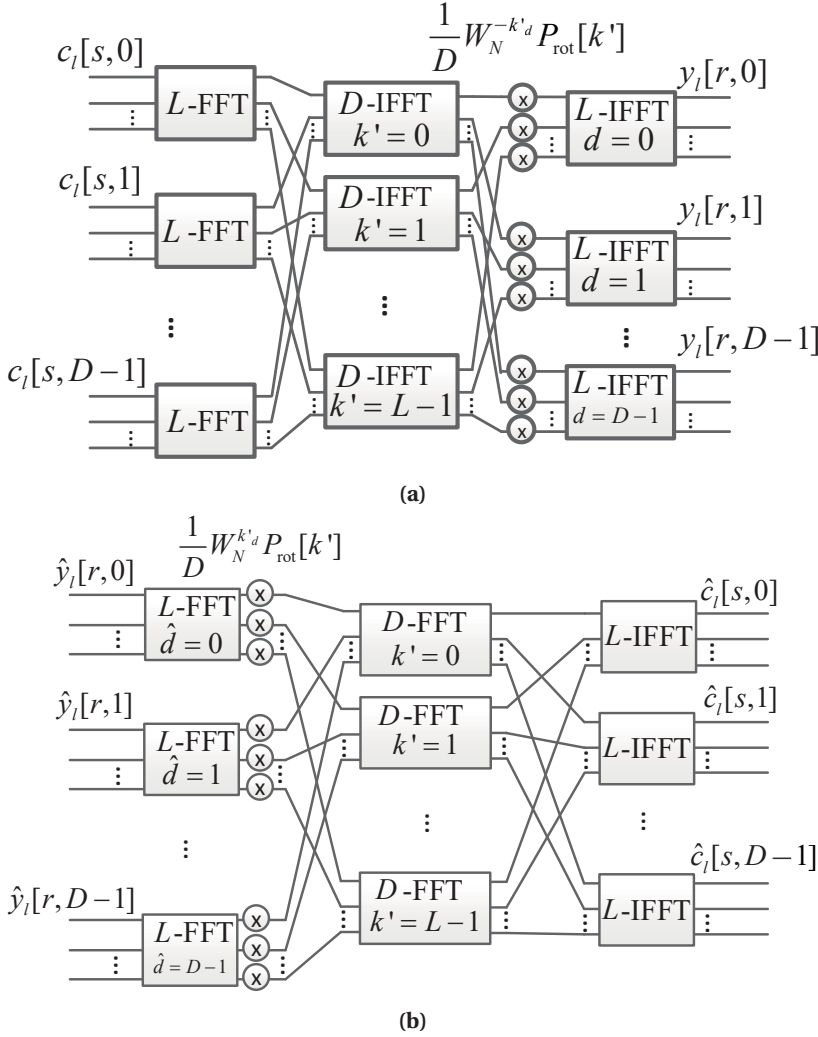 1/D W_N^{-k'd} P_rot[k']
c_l[s,0]
L-FFT
D-IFFT
k'=0
x
x
x
L-IFFT
d=0
y_l[r,0]
c_l[s,1]
L-FFT
D-IFFT
k'=1
x
x
x
L-IFFT
d=1
y_l[r,1]
c_l[s,D-1]
L-FFT
D-IFFT
k'=L-1
x
x
x
L-IFFT
d=D-1
y_l[r,D-1]
(a)
1/D W_N^{k'd} P_rot[k']
ŷ_l[r,0]
L-FFT
d̂=0
x
x
x
D-FFT
k'=0
L-IFFT
ĉ_l[s,0]
ŷ_l[r,1]
L-FFT
d̂=1
x
x
x
D-FFT
k'=1
L-IFFT
ĉ_l[s,1]
ŷ_l[r,D-1]
L-FFT
d̂=D-1
x
x
x
D-FFT
k'=L-1
L-IFFT
ĉ_l[s,D-1]
(b)